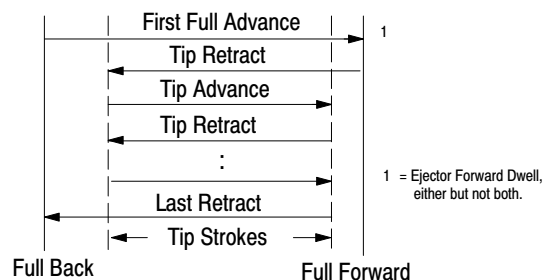 First Full Advance
1
Tip Retract
Tip Advance
Tip Retract
:
1 = Ejector Forward Dwell,
either but not both.
Last Retract
Tip Strokes
Full Back
Full Forward